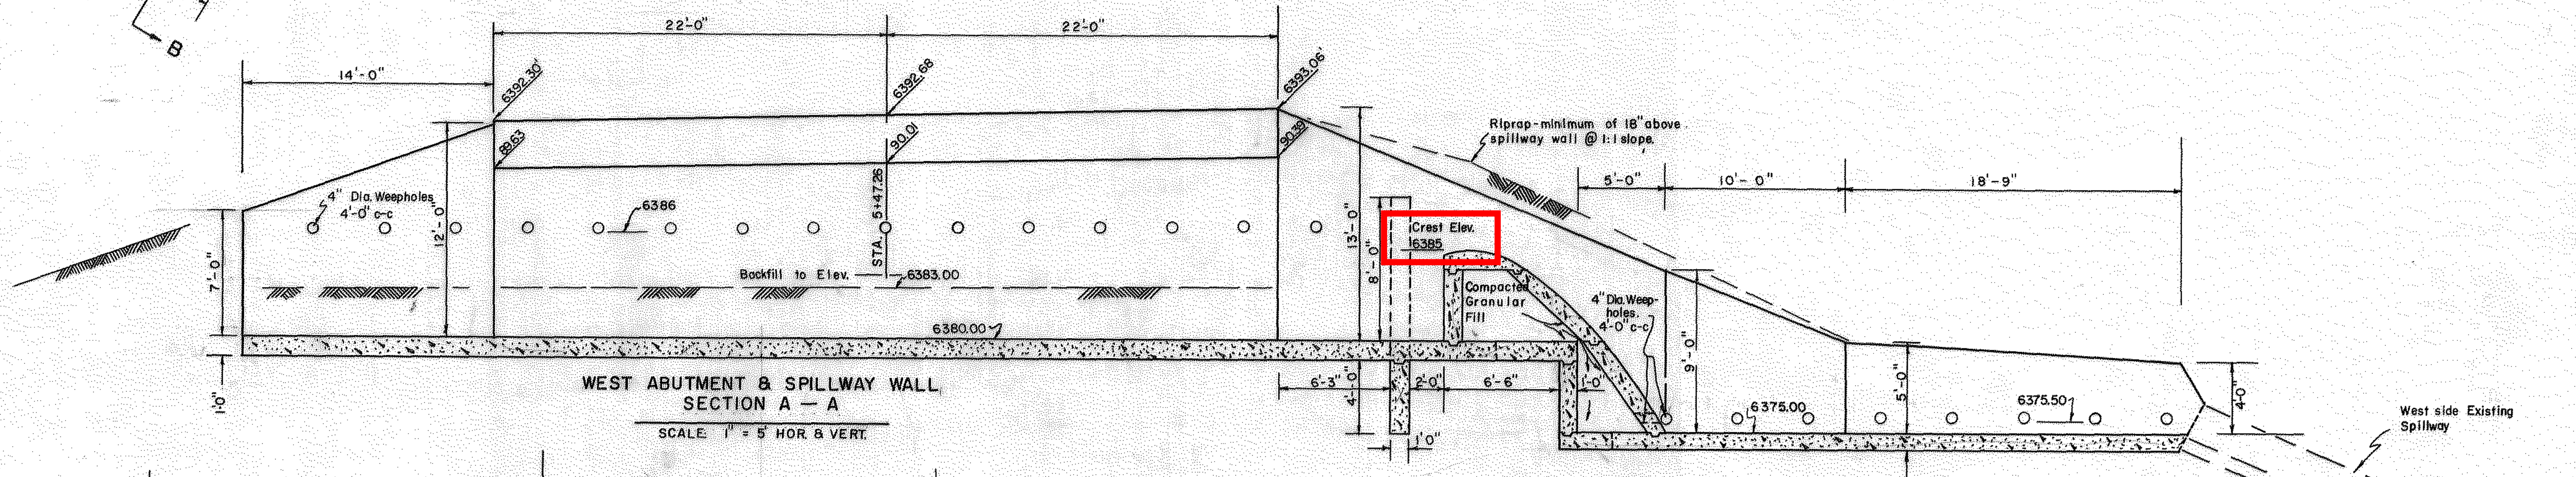 B
22'-0"
22'-0"
14'-0"
6392.30'
6392.68
6393.06'
89.63
90.01
90.39
Riprap-minimum of 18" above
spillway wall @ 1:1 slope.
5'-0"
10'-0"
18'-9"
4" Dia. Weepholes
4'-0" c-c
12'-0"
6386
STA. 5+47.26
13'-0"
8'-0"
Crest Elev.
6385
7'-0"
Backfill to Elev.
6383.00
Compacted
Granular
Fill
4" Dia. Weep-
holes.
4'-0" c-c
9'-0"
6380.00
1'-0"
WEST ABUTMENT & SPILLWAY WALL
SECTION A — A
SCALE: 1" = 5' HOR. & VERT.
6'-3"
4'-0"
2'-0"
6'-6"
1'-0"
1'0"
6375.00
5'-0"
6375.50
4'-0"
West side Existing
Spillway